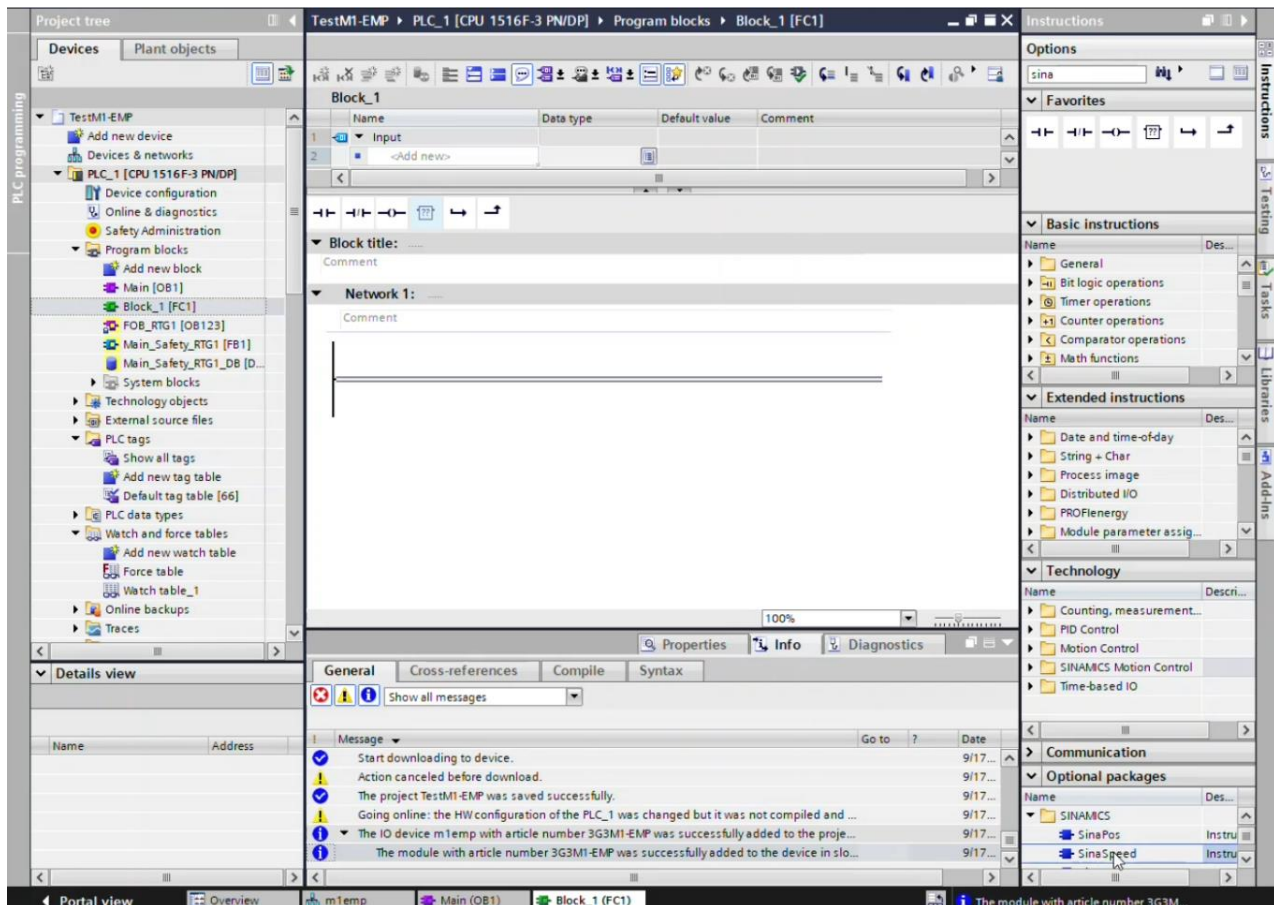 Project tree
Devices
Plant objects
PLC programming
TestM1-EMP
Add new device
Devices & networks
PLC_1 [CPU 1516F-3 PN/DP]
Device configuration
Online & diagnostics
Safety Administration
Program blocks
Add new block
Main [OB1]
Block_1 [FC1]
FOB_RTG1 [OB123]
Main_Safety_RTG1 [FB1]
Main_Safety_RTG1_DB [D...
System blocks
Technology objects
External source files
PLC tags
Show all tags
Add new tag table
Default tag table [66]
PLC data types
Watch and force tables
Add new watch table
Force table
Watch table_1
Online backups
Traces
Details view
Name Address
TestM1-EMP PLC_1 [CPU 1516F-3 PN/DP] Program blocks Block_1 [FC1]
Block_1
Name Data type Default value Comment
1 Input
2 <Add new>
Block title: .....
Comment
Network 1: .....
Comment
100%
Properties Info Diagnostics
General Cross-references Compile Syntax
Show all messages
! Message Go to ? Date
Start downloading to device. 9/17...
Action canceled before download. 9/17...
The project TestM1-EMP was saved successfully. 9/17...
Going online: the HW configuration of the PLC_1 was changed but it was not compiled and ... 9/17...
The IO device m1emp with article number 3G3M1-EMP was successfully added to the proje... 9/17...
The module with article number 3G3M1-EMP was successfully added to the device in slo... 9/17...
Instructions
Options
sina
Favorites
??
Basic instructions
Name Des...
General
Bit logic operations
Timer operations
Counter operations
Comparator operations
Math functions
Extended instructions
Name Des...
Date and time-of-day
String + Char
Process image
Distributed I/O
PROFIenergy
Module parameter assig...
Technology
Name Descri...
Counting, measurement...
PID Control
Motion Control
SINAMICS Motion Control
Time-based IO
Communication
Optional packages
Name Des...
SINAMICS
SinaPos Instru
SinaSpeed Instru
Instructions
Testing
Tasks
Libraries
Add-Ins
Portal view Overview m1emp Main (OB1) Block_1 (FC1) The module with article number 3G3M...